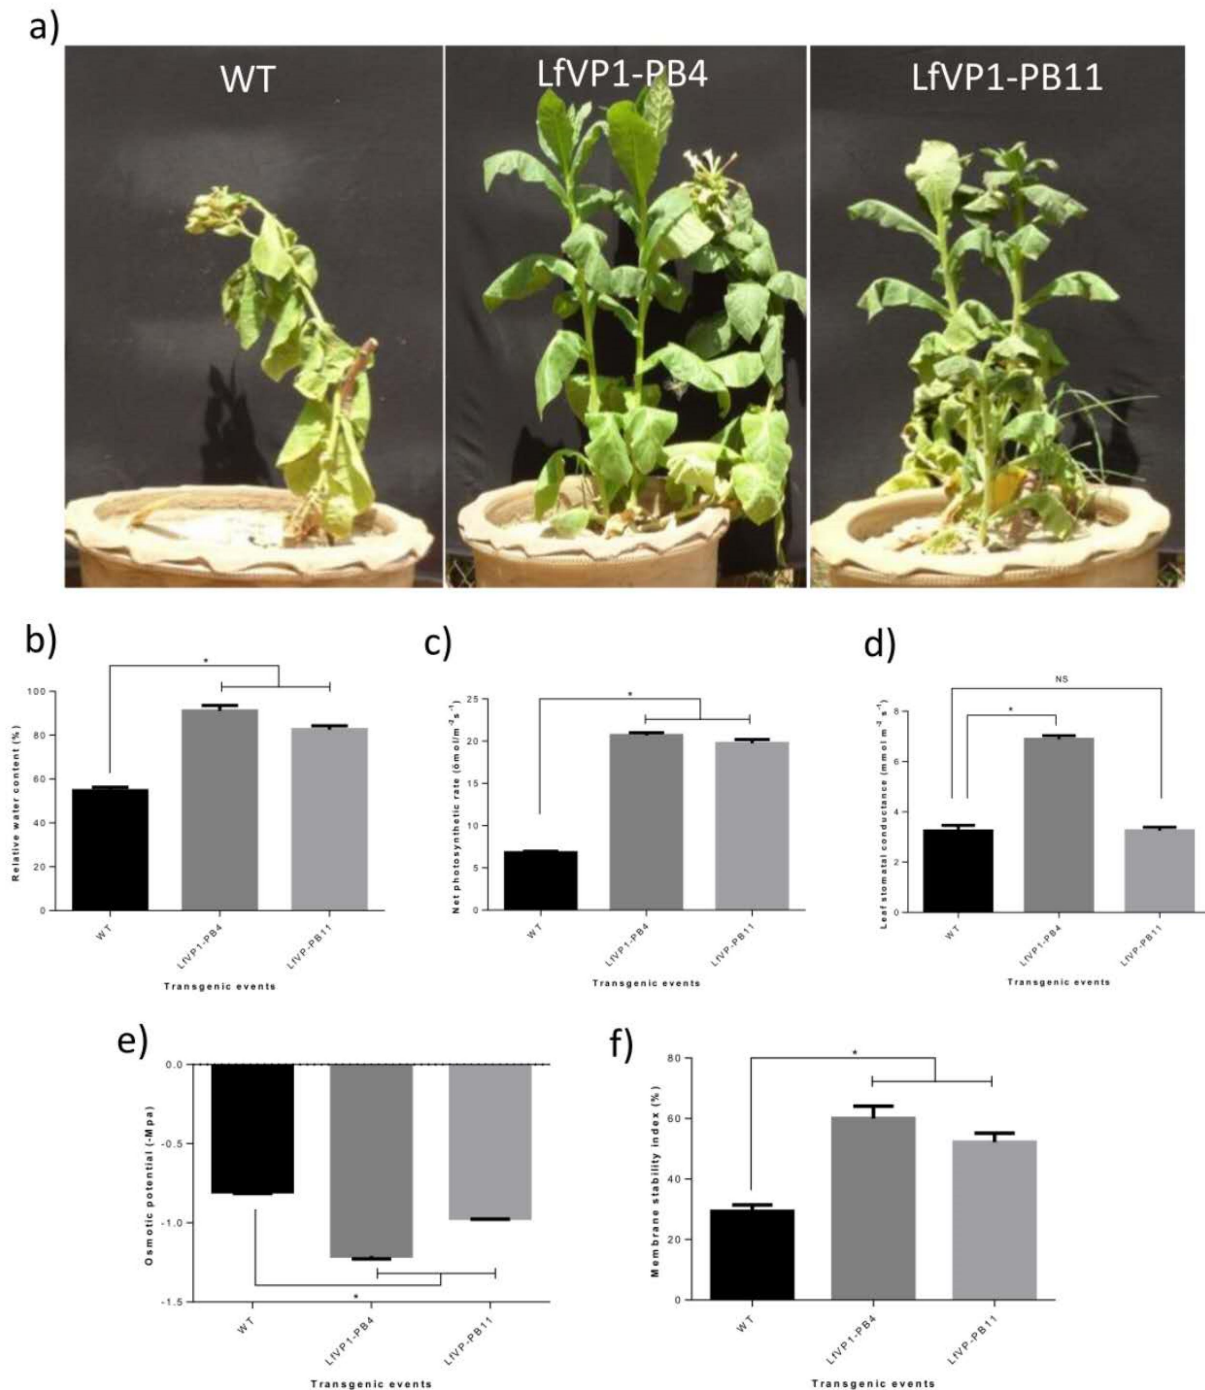 a)
WT
LfVP1-PB4
LfVP1-PB11
b)
*
Relative water content (%)
100
80
60
40
20
0
WT
LfVP1-PB4
LfVP-PB11
Transgenic events
c)
*
Net photosynthetic rate (ömol/m⁻² s⁻¹)
25
20
15
10
5
0
WT
LfVP1-PB4
LfVP-PB11
Transgenic events
d)
NS
*
Leaf stomatal conductance (mmol m⁻² s⁻¹)
8
6
4
2
0
WT
LfVP1-PB4
LfVP-PB11
Transgenic events
e)
Osmotic potential (-Mpa)
0.0
-0.5
-1.0
-1.5
*
WT
LfVP1-PB4
LfVP-PB11
Transgenic events
f)
*
Membrane stability index (%)
80
60
40
20
0
WT
LfVP1-PB4
LfVP-PB11
Transgenic events